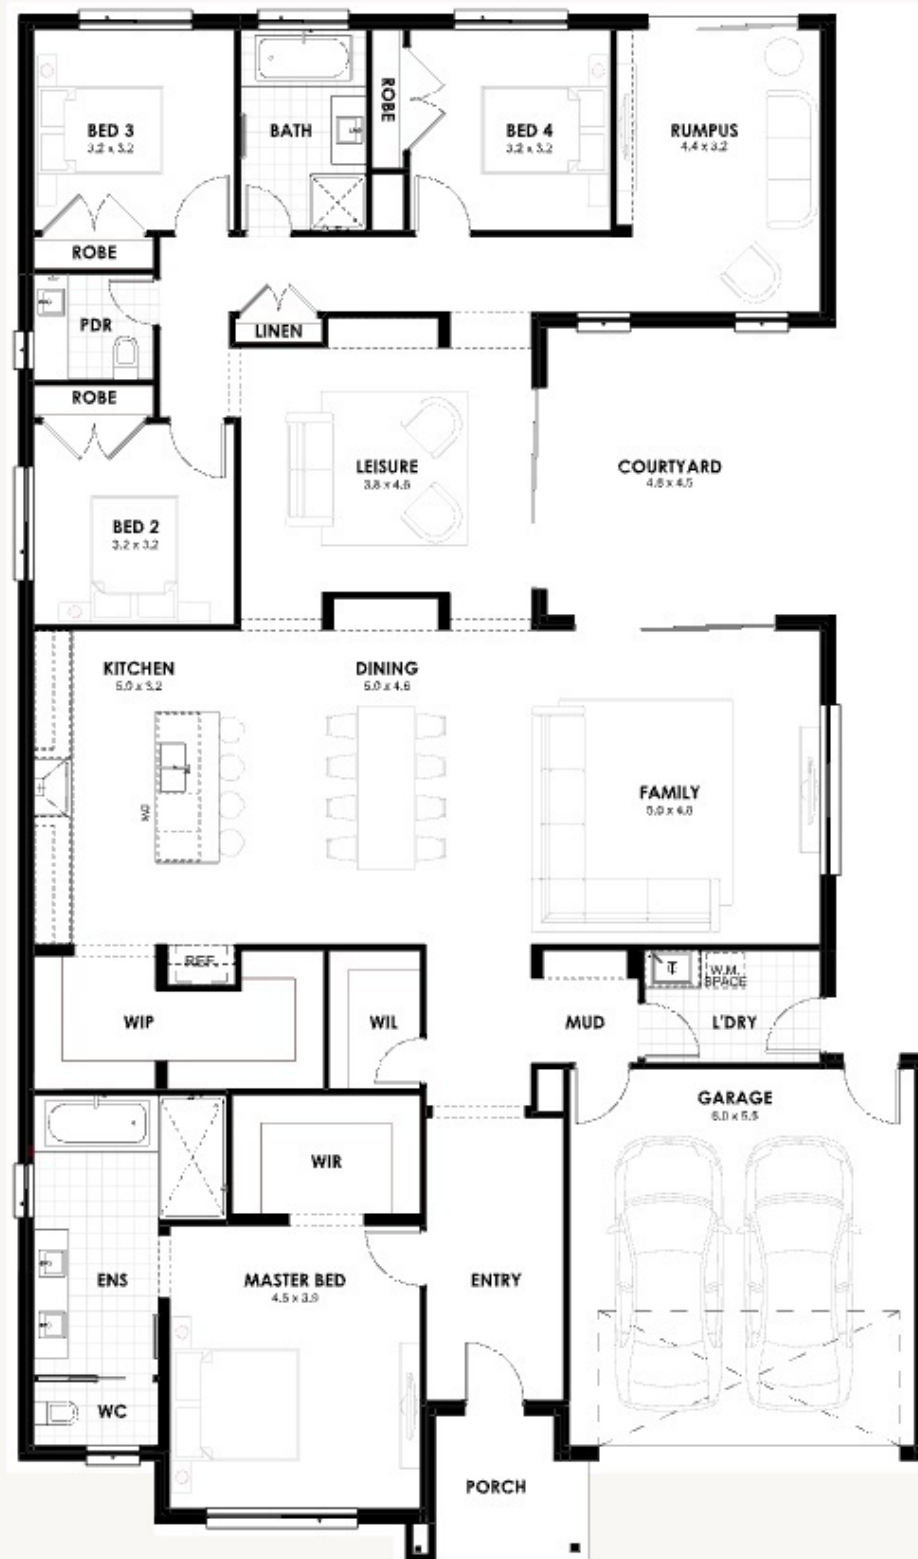 BED 3
3.2 x 3.2
BATH
ROBE
BED 4
3.2 x 3.2
RUMPUS
4.4 x 3.2
ROBE
PDR
LINEN
ROBE
LEISURE
3.8 x 4.6
COURTYARD
4.6 x 4.5
BED 2
3.2 x 3.2
KITCHEN
5.0 x 3.2
DINING
5.0 x 4.6
FAMILY
5.0 x 4.8
REF.
WIP
WIL
MUD
T
W.M.
SPACE
L'DRY
GARAGE
6.0 x 5.5
WIR
ENS
MASTER BED
4.5 x 3.9
ENTRY
WC
PORCH